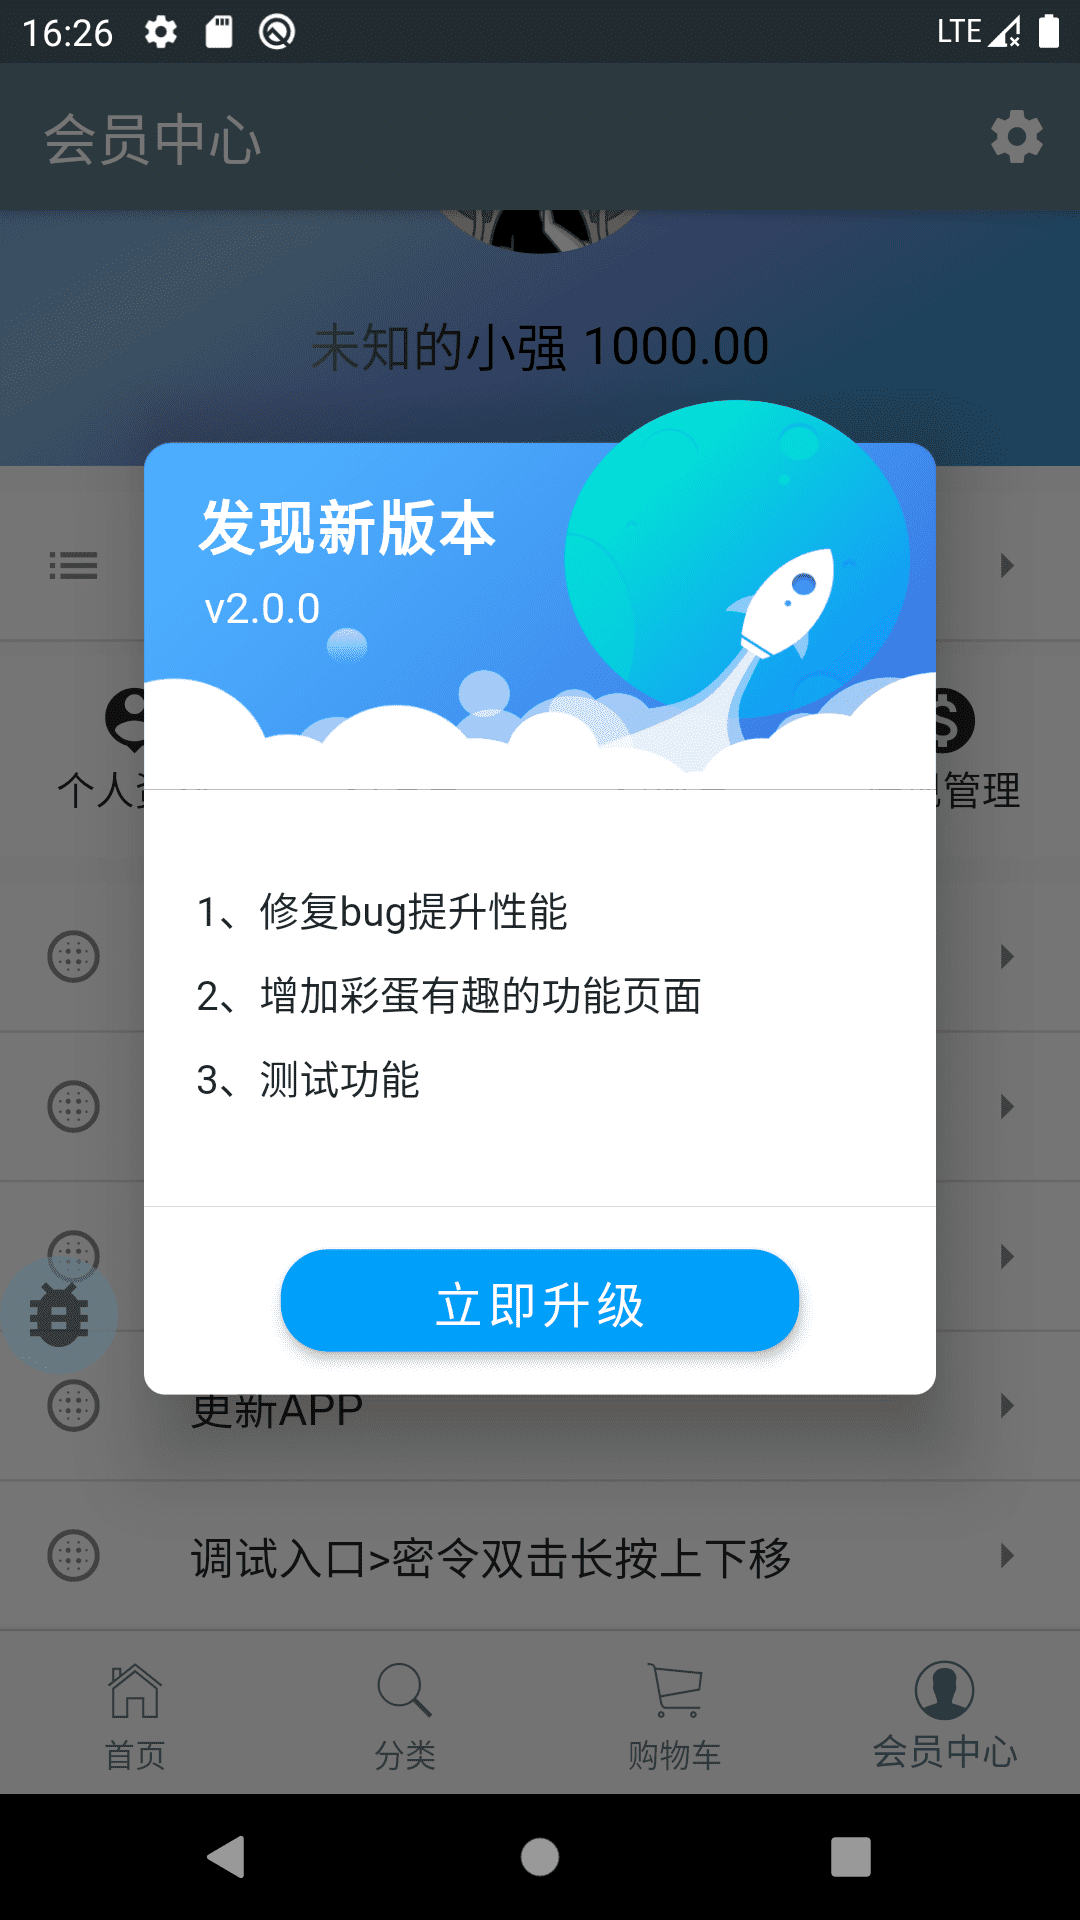 16:26
LTE
会员中心
未知的小强 1000.00
发现新版本
v2.0.0
个人
管理
1、修复bug提升性能
2、增加彩蛋有趣的功能页面
3、测试功能
立即升级
更新APP
调试入口>密令双击长按上下移
首页
分类
购物车
会员中心